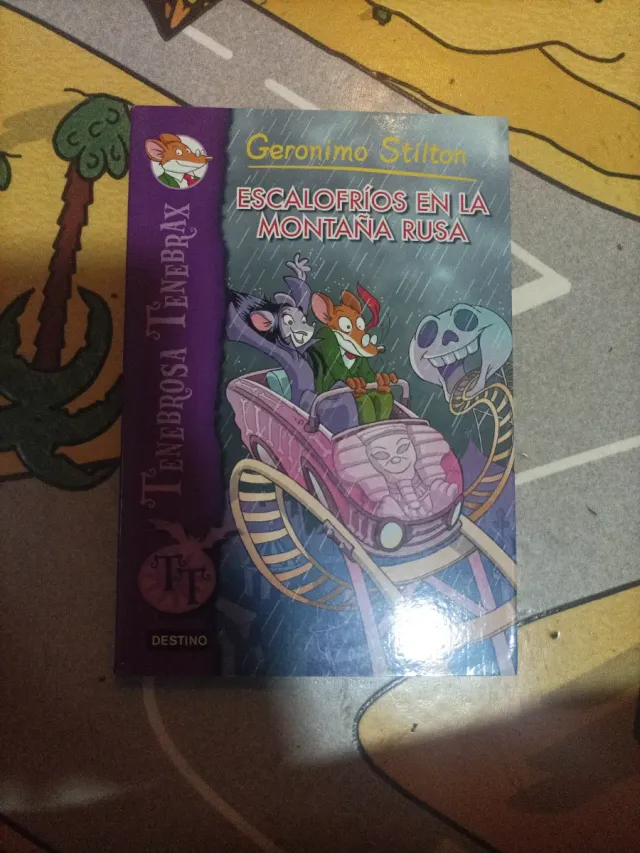 Geronimo Stilton
ESCALOFRÍOS EN LA
MONTAÑA RUSA
TENEBROSA TENEBRAX
TT
DESTINO